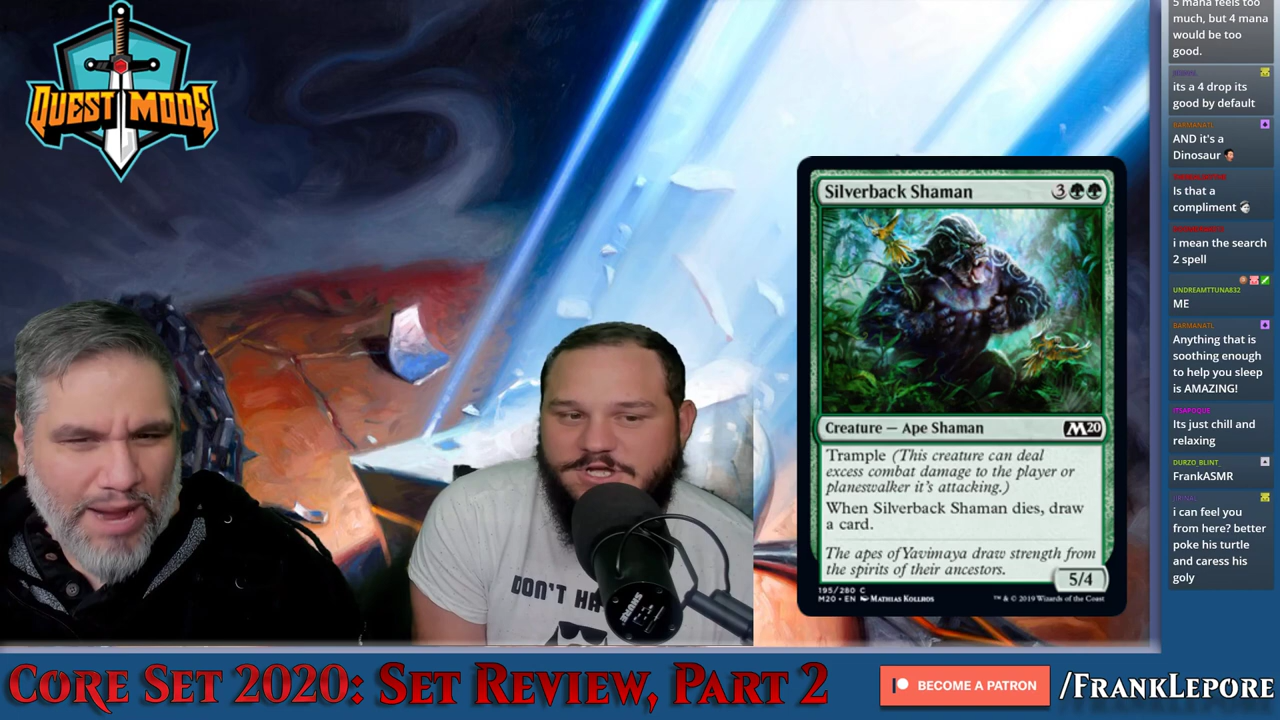 QUEST MODE
Silverback Shaman 3
Creature — Ape Shaman M20
Trample (This creature can deal
excess combat damage to the player or
planeswalker it's attacking.)
When Silverback Shaman dies, draw
a card.
The apes of Yavimaya draw strength from
the spirits of their ancestors.
5/4
195/280 C
M20 • EN Mathias Kollros
™ & © 2019 Wizards of the Coast
DON'T HA
SHURE
5 mana feels too
much, but 4 mana
would be too
good.
its a 4 drop its
good by default
BARMANATL
AND it's a
Dinosaur
Is that a
compliment
i mean the search
2 spell
UNDREAMTTUNA832
ME
BARMANATL
Anything that is
soothing enough
to help you sleep
is AMAZING!
ITSAPOQUE
Its just chill and
relaxing
DURZO_BLINT_
FrankASMR
i can feel you
from here? better
poke his turtle
and caress his
goly
Core Set 2020: Set Review, Part 2
BECOME A PATRON
/FrankLepore